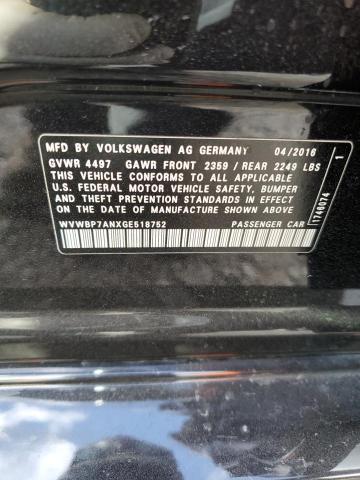 MFD BY VOLKSWAGEN AG GERMANY 04/2016
GVWR 4497 GAWR FRONT 2359 / REAR 2249 LBS
THIS VEHICLE CONFORMS TO ALL APPLICABLE
U.S. FEDERAL MOTOR VEHICLE SAFETY, BUMPER
AND THEFT PREVENTION STANDARDS IN EFFECT
ON THE DATE OF MANUFACTURE SHOWN ABOVE.
WVWBP7ANXGE518752 PASSENGER CAR
1746074 1